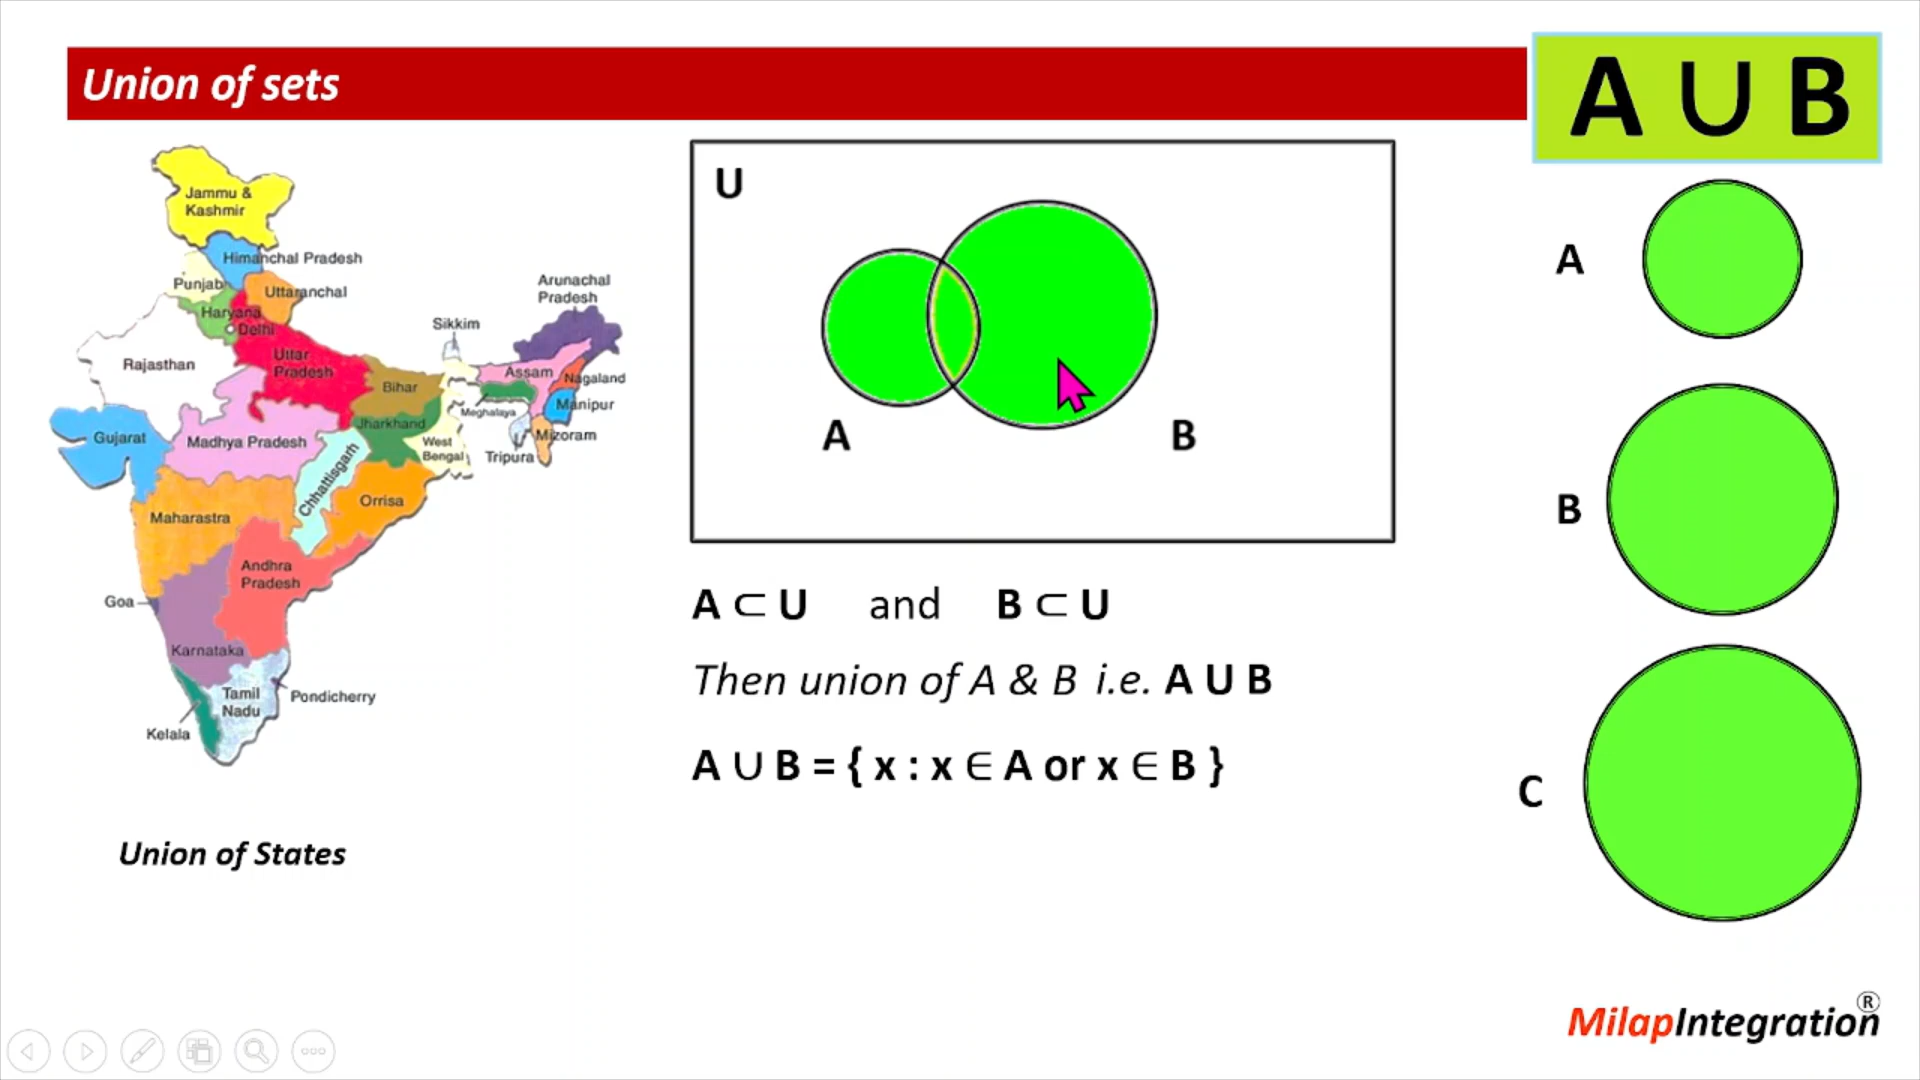 Union of sets
A ∪ B
Jammu &
Kashmir
Himanchal Pradesh
Punjab
Uttaranchal
Haryana
Delhi
Arunachal
Pradesh
Sikkim
Rajasthan
Uttar
Pradesh
Bihar
Assam
Nagaland
Meghalaya
Manipur
Gujarat
Madhya Pradesh
Jharkhand
West
Bengal
Mizoram
Tripura
Chhattisgarh
Orrisa
Maharastra
Andhra
Pradesh
Goa
Karnataka
Tamil
Nadu
Pondicherry
Kelala
Union of States
U
A
B
A ⊂ U and B ⊂ U
Then union of A & B i.e. A U B
A ∪ B = { x : x ∈ A or x ∈ B }
A
B
C
MilapIntegration®